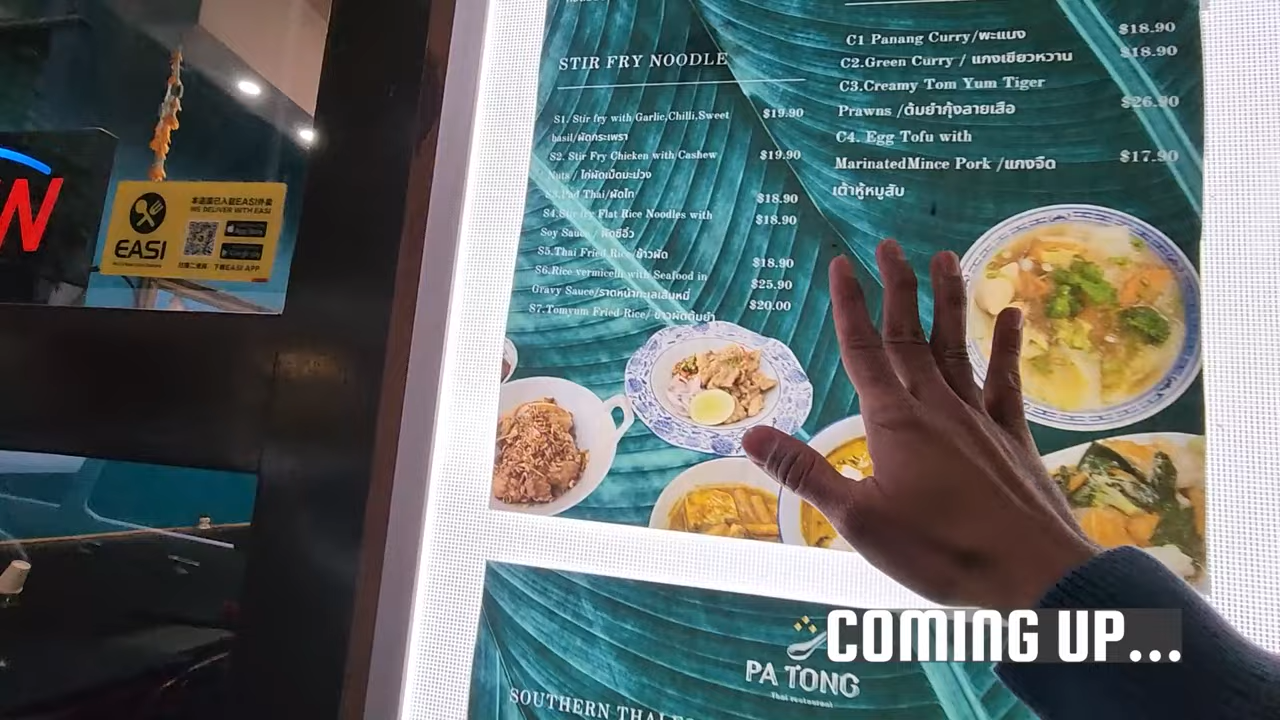 STIR FRY NOODLE
S1. Stir fry with Garlic,Chilli,Sweet $19.90
basil/ผัดกระเพรา
S2. Stir Fry Chicken with Cashew $19.90
Nuts / ไก่ผัดเม็ดมะม่วง
S3.Pad Thai/ผัดไท $18.90
S4.Stir fry Flat Rice Noodles with $18.90
Soy Sauce / ผัดซีอิ๋ว
S5.Thai Fried Rice/ข้าวผัด $18.90
S6.Rice vermicelli with Seafood in $25.90
Gravy Sauce/ราดหน้าทะเลเส้นหมี่ $20.00
S7.Tomyum Fried Rice/ ข้าวผัดต้มยำ
C1 Panang Curry/พะแนง $18.90
C2.Green Curry / แกงเขียวหวาน $18.90
C3.Creamy Tom Yum Tiger
Prawns /ต้มยำกุ้งลายเสือ $26.90
C4. Egg Tofu with
MarinatedMince Pork /แกงจืด $17.90
เต้าหู้หมูสับ
本店面已入驻EASI外卖
WE DELIVER WITH EASI
EASI
App Store
Google Play
扫描二维码 · 下载EASI APP
PA TONG
Thai restaurant
SOUTHERN THAI
COMING UP...